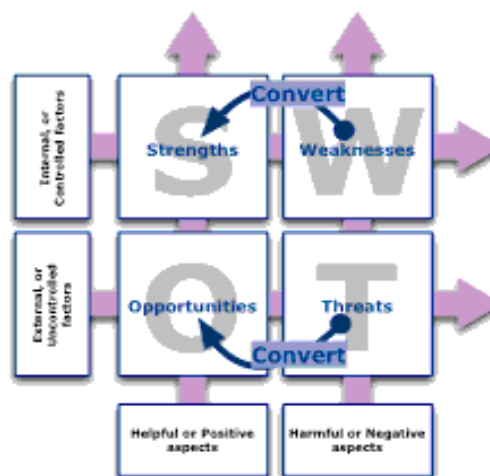 Internal, or
Controlled factors
S
W
Convert
Strengths
Weaknesses
External, or
Uncontrolled
factors
O
T
Opportunities
Threats
Convert
Helpful or Positive
aspects
Harmful or Negative
aspects